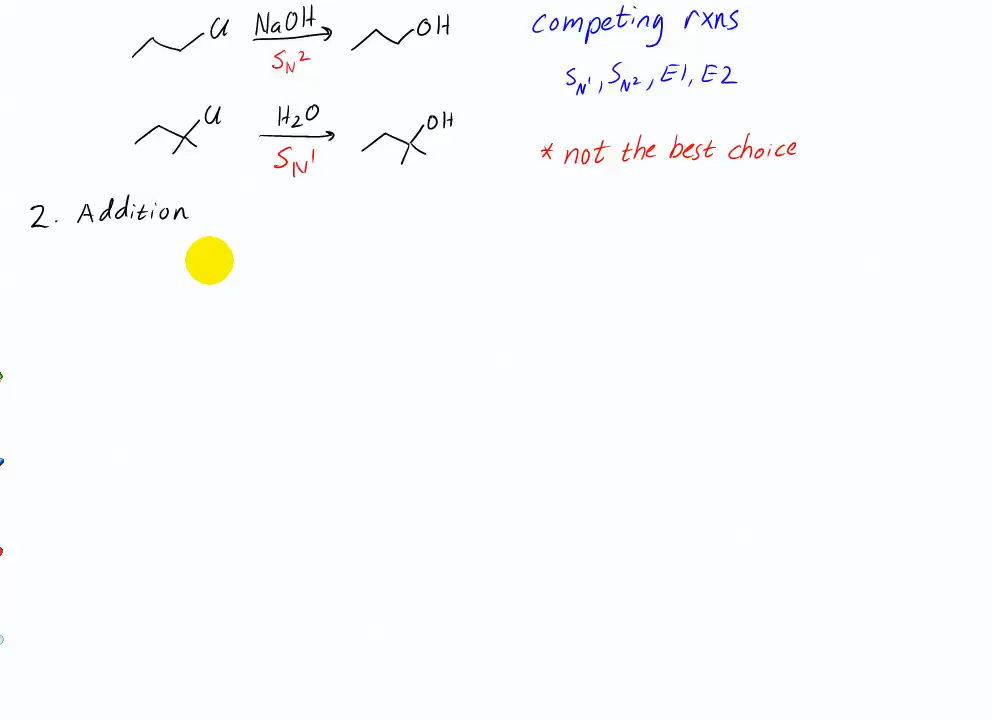 Cl NaOH OH
SN2
competing rxns
SN1, SN2, E1, E2
Cl H2O OH
SN1
* not the best choice
2. Addition